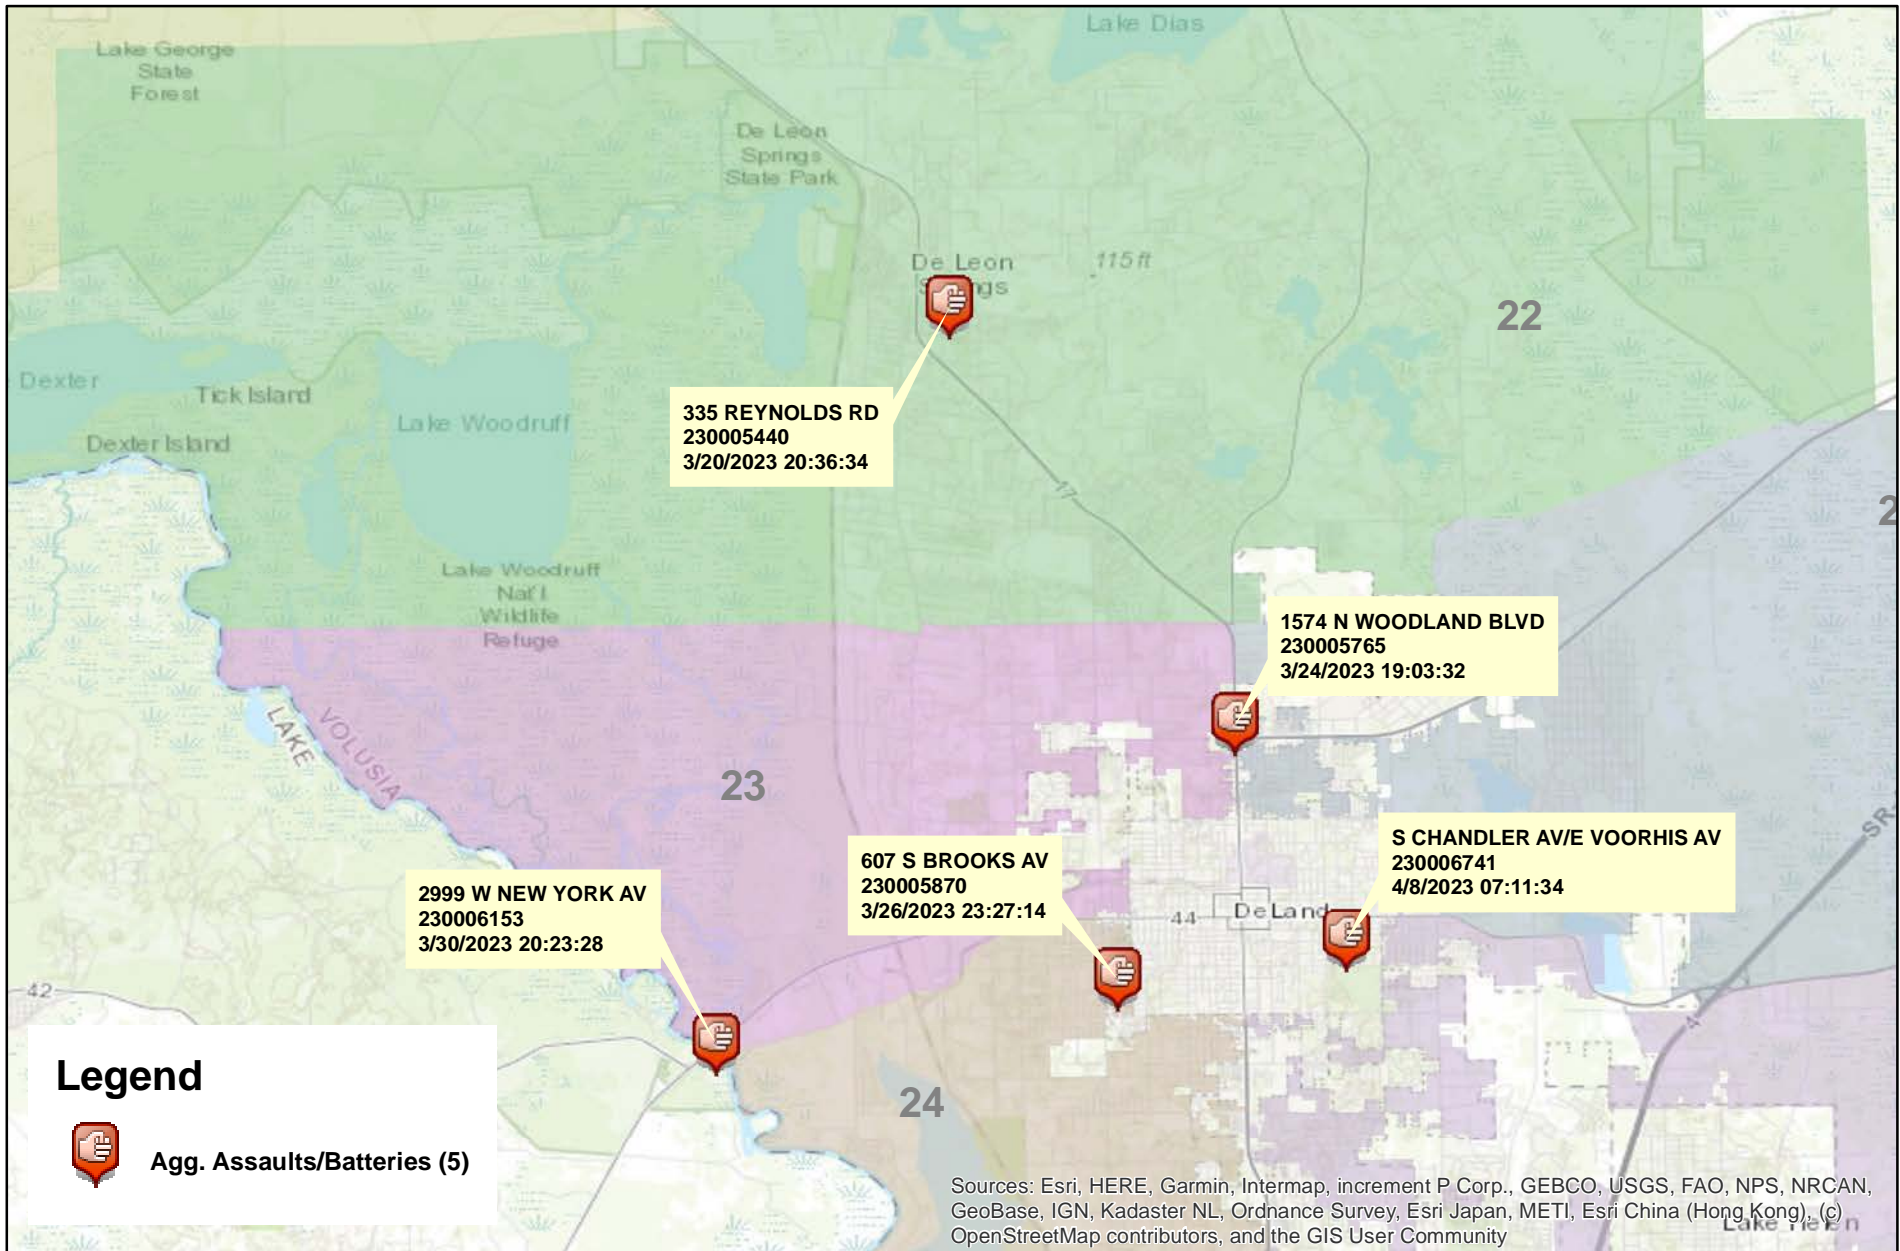 Lake George
State
Forest
Lake Dias
De Leon
Springs
State Park
De Leon
ngs
115 ft
22
Dexter
Tick Island
Lake Woodruff
Dexter Island
335 REYNOLDS RD
230005440
3/20/2023 20:36:34
17
2
Lake Woodruff
Nat'l
Wildlife
Refuge
1574 N WOODLAND BLVD
230005765
3/24/2023 19:03:32
LAKE
VOLUSIA
23
SR
S CHANDLER AV/E VOORHIS AV
230006741
4/8/2023 07:11:34
607 S BROOKS AV
230005870
3/26/2023 23:27:14
2999 W NEW YORK AV
230006153
3/30/2023 20:23:28
44
DeLand
42
4
24
Legend
Agg. Assaults/Batteries (5)
Lake Helen
Sources: Esri, HERE, Garmin, Intermap, increment P Corp., GEBCO, USGS, FAO, NPS, NRCAN,
GeoBase, IGN, Kadaster NL, Ordnance Survey, Esri Japan, METI, Esri China (Hong Kong), (c)
OpenStreetMap contributors, and the GIS User Community